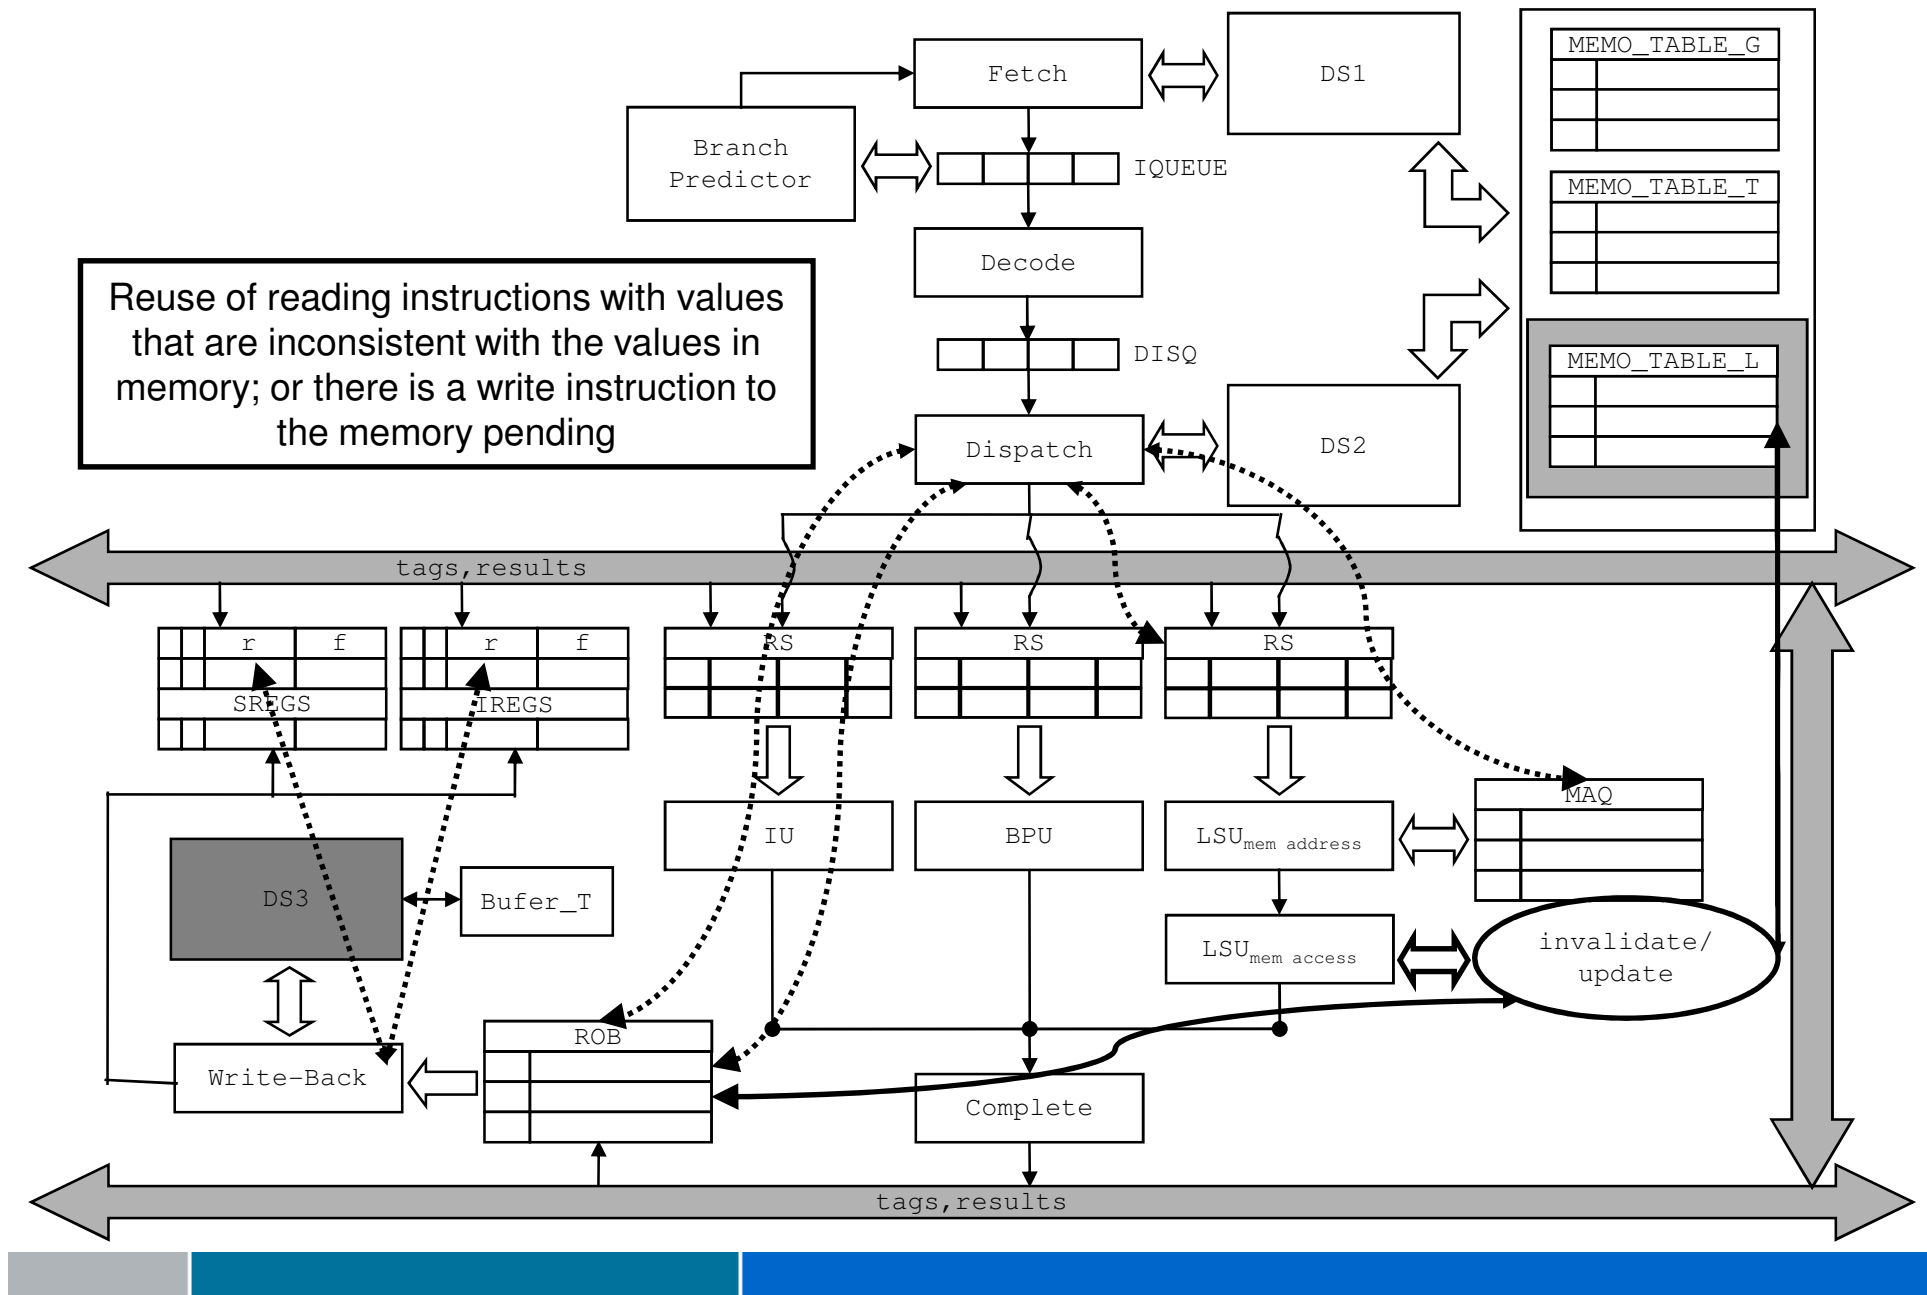 Fetch
DS1
MEMO_TABLE_G
Branch
Predictor
IQUEUE
MEMO_TABLE_T
Decode
Reuse of reading instructions with values
that are inconsistent with the values in
memory; or there is a write instruction to
the memory pending
DISQ
MEMO_TABLE_L
Dispatch
DS2
tags,results
r f
SREGS
r f
IREGS
RS
RS
RS
IU
BPU
LSUmem address
MAQ
DS3
Bufer_T
LSUmem access
invalidate/
update
Write-Back
ROB
Complete
tags,results